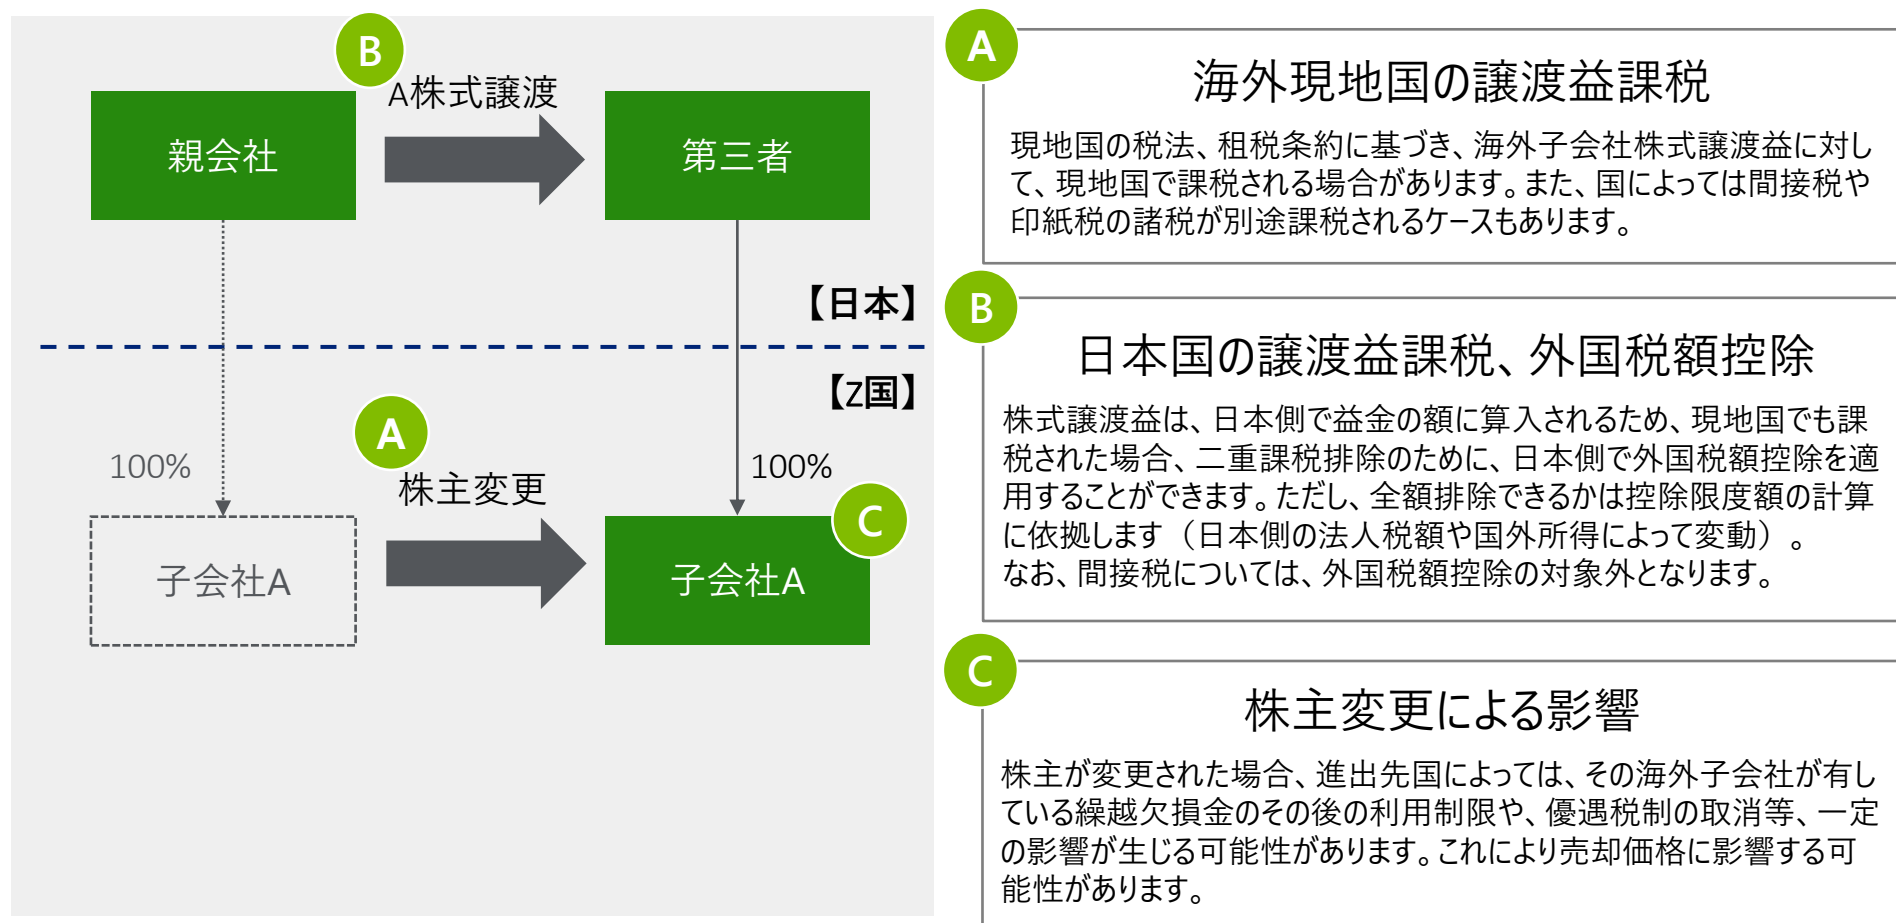 B
A株式譲渡
親会社
第三者
【日本】
【Z国】
A
100%
株主変更
100%
C
子会社A
子会社A
A
海外現地国の譲渡益課税
現地国の税法、租税条約に基づき、海外子会社株式譲渡益に対し
て、現地国で課税される場合があります。また、国によっては間接税や
印紙税の諸税が別途課税されるケースもあります。
B
日本国の譲渡益課税、外国税額控除
株式譲渡益は、日本側で益金の額に算入されるため、現地国でも課
税された場合、二重課税排除のために、日本側で外国税額控除を適
用することができます。ただし、全額排除できるかは控除限度額の計算
に依拠します（日本側の法人税額や国外所得によって変動）。
なお、間接税については、外国税額控除の対象外となります。
C
株主変更による影響
株主が変更された場合、進出先国によっては、その海外子会社が有し
ている繰越欠損金のその後の利用制限や、優遇税制の取消等、一定
の影響が生じる可能性があります。これにより売却価格に影響する可
能性があります。